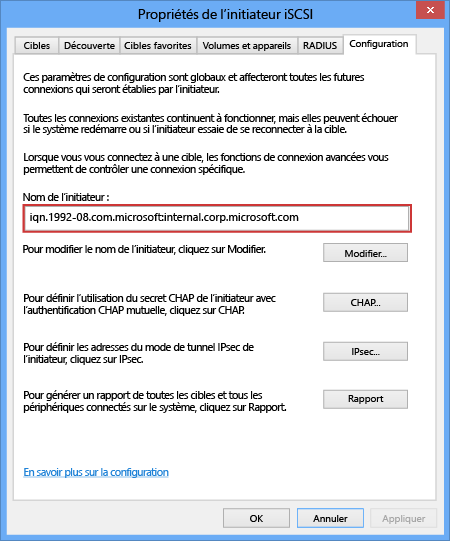 Propriétés de l'initiateur iSCSI
Cibles Découverte Cibles favorites Volumes et appareils RADIUS Configuration
Ces paramètres de configuration sont globaux et affecteront toutes les futures
connexions qui seront établies par l'initiateur.
Toutes les connexions existantes continuent à fonctionner, mais elles peuvent échouer
si le système redémarre ou si l'initiateur essaie de se reconnecter à la cible.
Lorsque vous vous connectez à une cible, les fonctions de connexion avancées vous
permettent de contrôler une connexion spécifique.
Nom de l'initiateur :
iqn.1992-08.com.microsoft:internal.corp.microsoft.com
Pour modifier le nom de l'initiateur, cliquez sur Modifier.
Modifier...
Pour définir l'utilisation du secret CHAP de l'initiateur avec
l'authentification CHAP mutuelle, cliquez sur CHAP.
CHAP...
Pour définir les adresses du mode de tunnel IPsec de
l'initiateur, cliquez sur IPsec.
IPsec...
Pour générer un rapport de toutes les cibles et tous les
périphériques connectés sur le système, cliquez sur Rapport.
Rapport
En savoir plus sur la configuration
OK Annuler Appliquer